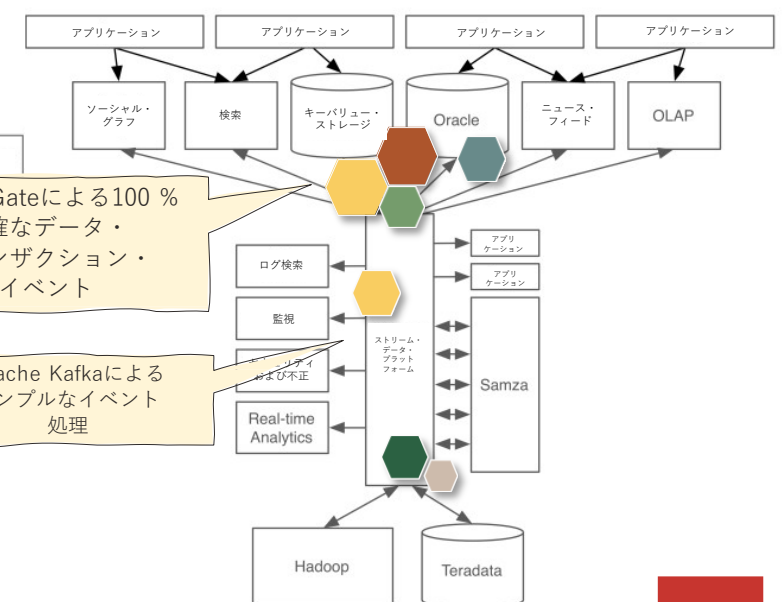 アプリケーション
アプリケーション
アプリケーション
アプリケーション
ソーシャル・
グラフ
検索
キーバリュー・
ストレージ
Oracle
ニュース・
フィード
OLAP
Gateによる100 %
なデータ・
ザクション・
イベント
ログ検索
監視
および不正
Real-time
Analytics
ache Kafkaによる
ンプルなイベント
処理
ストリーム・
データ・
プラット
フォーム
アプリ
ケーション
アプリ
ケーション
Samza
Hadoop
Teradata